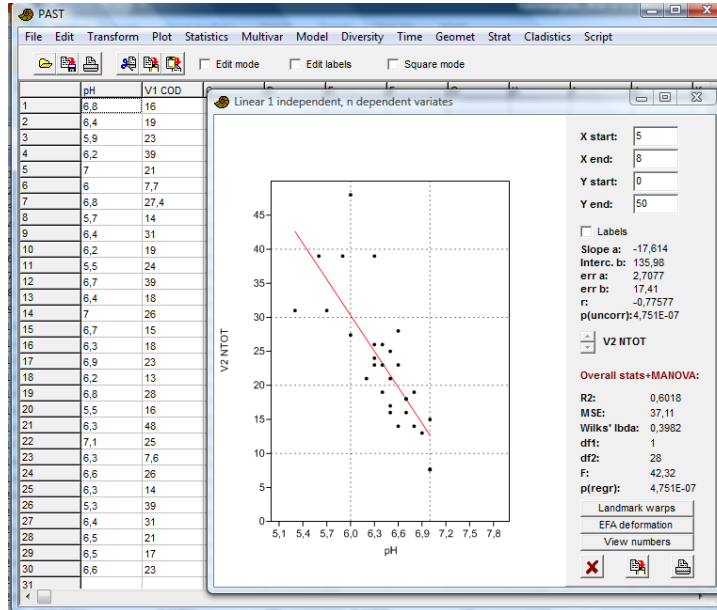 PAST
File Edit Transform Plot Statistics Multivar Model Diversity Time Geomet Strat Cladistics Script
Edit mode Edit labels Square mode
pH V1 COD
1 6,8 16
2 6,4 19
3 5,9 23
4 6,2 39
5 7 21
6 6 7,7
7 6,8 27,4
8 5,7 14
9 6,4 31
10 6,2 19
11 5,5 24
12 6,7 39
13 6,4 18
14 7 26
15 6,7 15
16 6,3 18
17 6,9 23
18 6,2 13
19 6,8 28
20 5,5 16
21 6,3 48
22 7,1 25
23 6,3 7,6
24 6,6 26
25 6,3 14
26 5,3 39
27 6,4 31
28 6,5 21
29 6,5 17
30 6,6 23
31
Linear 1 independent, n dependent variates
45
40
35
30
25
20
15
10
5
0
V2 NTOT
5,1 5,4 5,7 6,0 6,3 6,6 6,9 7,2 7,5 7,8
pH
X start: 5
X end: 8
Y start: 0
Y end: 50
Labels
Slope a: -17,614
Interc. b: 135,98
err a: 2,7077
err b: 17,41
r: -0,77577
p(uncorr): 4,751E-07
V2 NTOT
Overall stats+MANOVA:
R2: 0,6018
MSE: 37,11
Wilks' lbda: 0,3982
df1: 1
df2: 28
F: 42,32
p(regr): 4,751E-07
Landmark warps
EFA deformation
View numbers